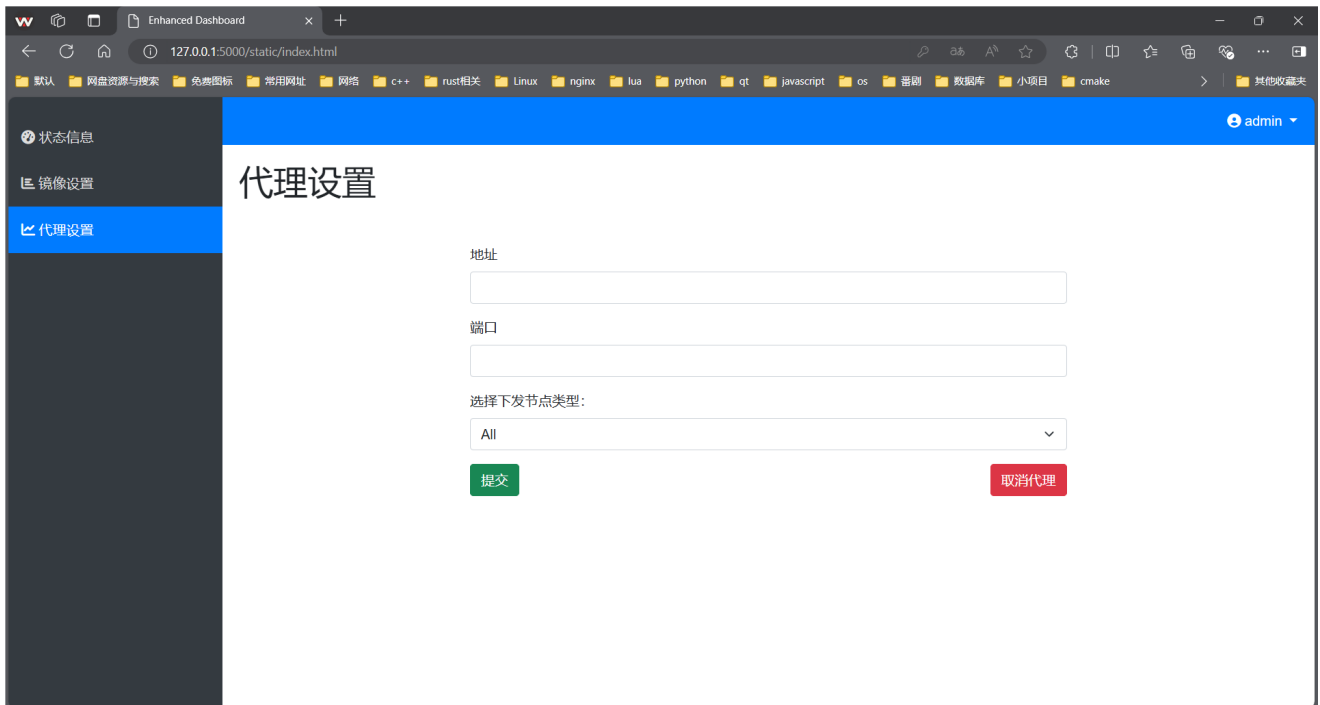 Enhanced Dashboard
127.0.0.1:5000/static/index.html
默认 网盘资源与搜索 免费图标 常用网址 网络 c++ rust相关 Linux nginx lua python qt javascript os 番剧 数据库 小项目 cmake 其他收藏夹
admin
状态信息
镜像设置
代理设置
代理设置
地址
端口
选择下发节点类型：
All
提交 取消代理